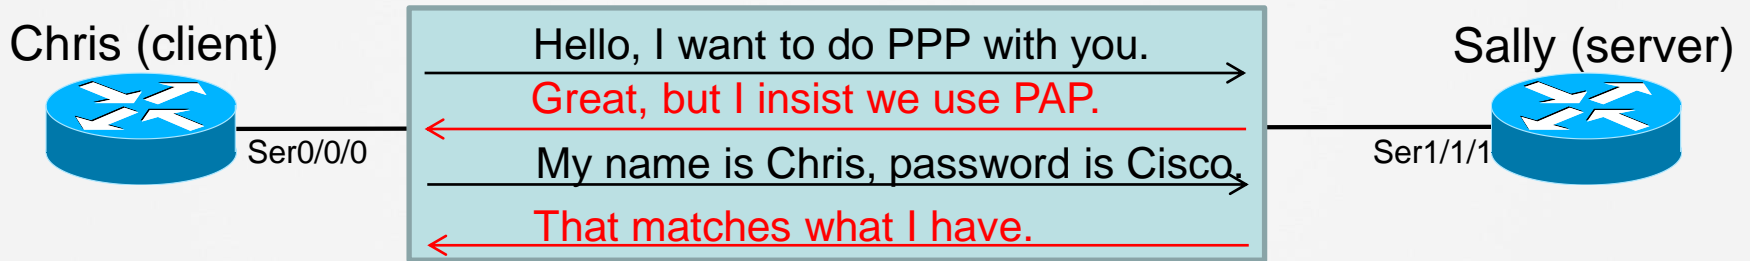 Chris (client)
Hello, I want to do PPP with you.
Sally (server)
Great, but I insist we use PAP.
Ser0/0/0
My name is Chris, password is Cisco.
Ser1/1/1
That matches what I have.